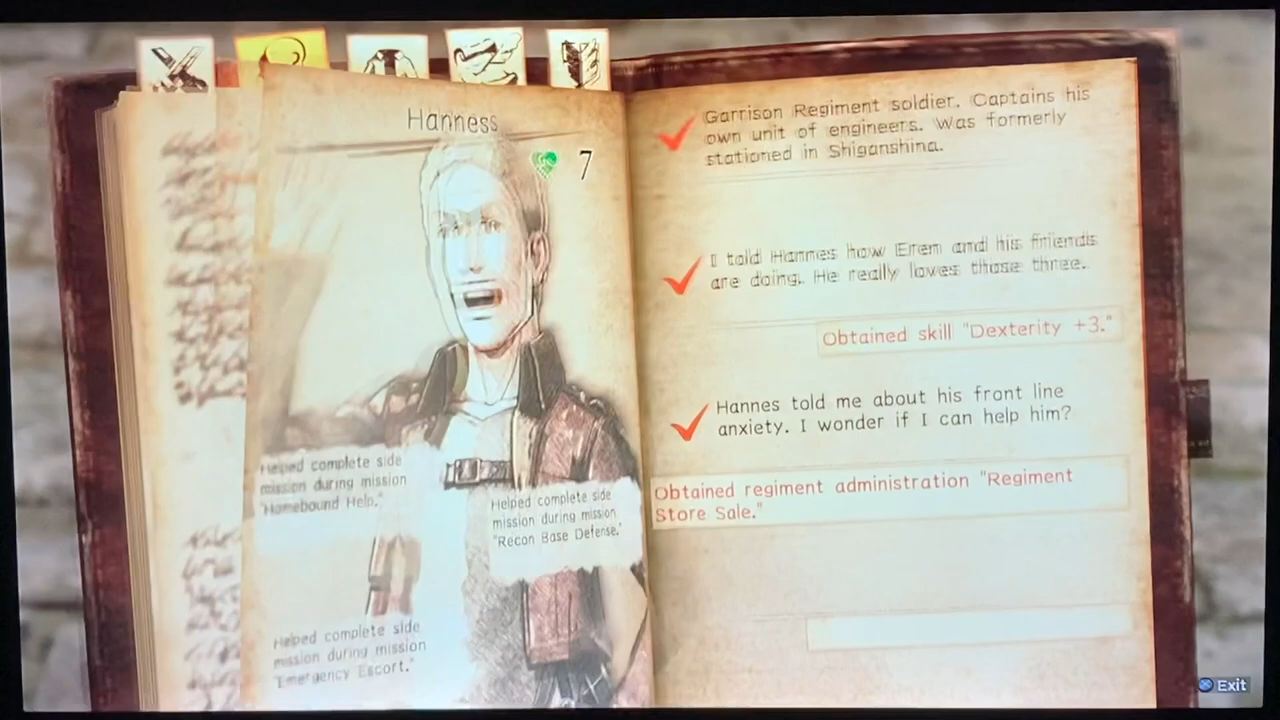 Hanness
7
Helped complete side
mission during mission
"Homebound Help."
Helped complete side
mission during mission
"Recon Base Defense."
Helped complete side
mission during mission
"Emergency Escort."
Garrison Regiment soldier. Captains his
own unit of engineers. Was formerly
stationed in Shiganshina.
I told Hannes how Eren and his friends
are doing. He really loves those three.
Obtained skill "Dexterity +3."
Hannes told me about his front line
anxiety. I wonder if I can help him?
Obtained regiment administration "Regiment
Store Sale."
Exit